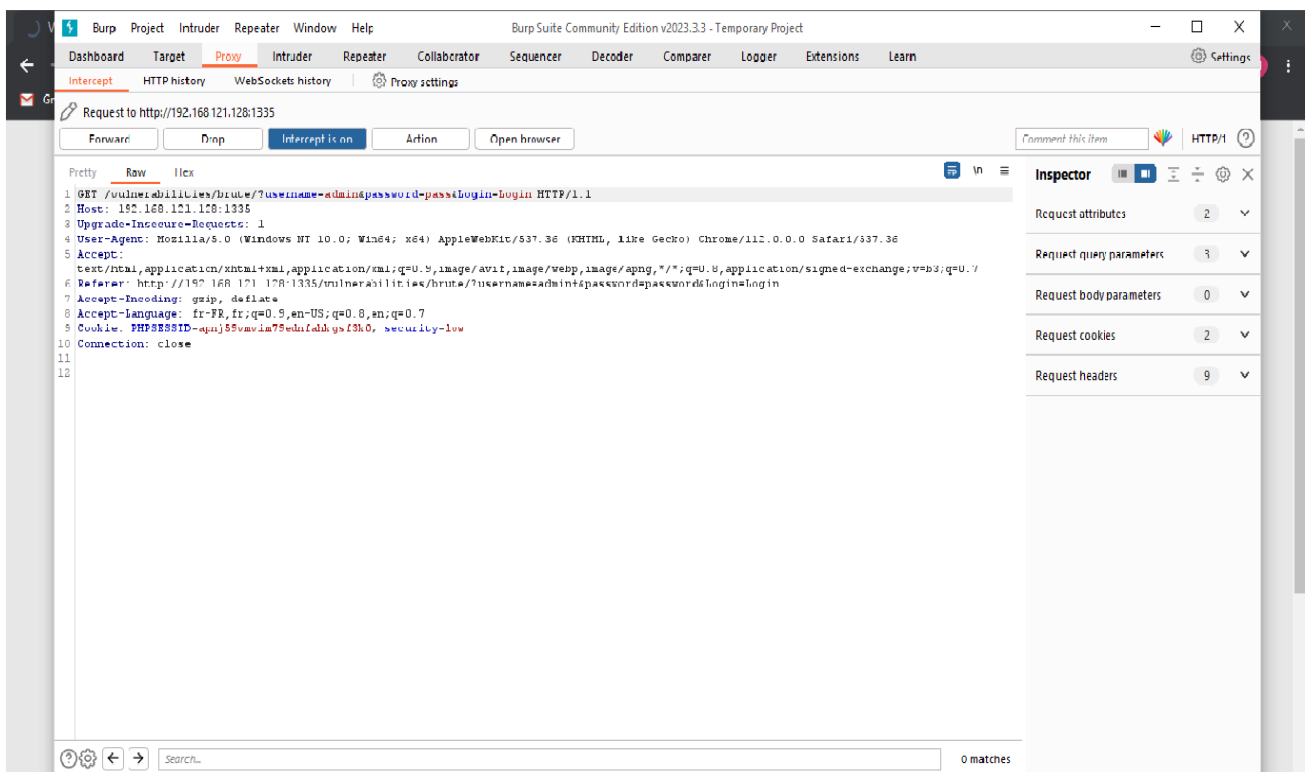 Burp Project Intruder Repeater Window Help
Burp Suite Community Edition v2023.3.3 - Temporary Project
Dashboard Target Proxy Intruder Repeater Collaborator Sequencer Decoder Comparer Logger Extensions Learn
Settings
Intercept HTTP history WebSockets history Proxy settings
Request to http://192.168.121.128:1335
Forward Drop Intercept is on Action Open browser Comment this item HTTP/1 ?
Pretty Raw Hex \n
Inspector
1 GET /vulnerabilities/brute/?username=admin&password=pass&Login=Login HTTP/1.1
2 Host: 192.168.121.128:1335
3 Upgrade-Insecure-Requests: 1
4 User-Agent: Mozilla/5.0 (Windows NT 10.0; Win64; x64) AppleWebKit/537.36 (KHTML, like Gecko) Chrome/112.0.0.0 Safari/537.36
5 Accept:
text/html,application/xhtml+xml,application/xml;q=0.9,image/avif,image/webp,image/apng,*/*;q=0.8,application/signed-exchange;v=b3;q=0.7
6 Referer: http://192.168.121.128:1335/vulnerabilities/brute/?username=admin+&password=password&Login=Login
7 Accept-Encoding: gzip, deflate
8 Accept-Language: fr-FR,fr;q=0.9,en-US;q=0.8,en;q=0.7
9 Cookie: security=low
10 Connection: close
11
12
Request attributes 2
Request query parameters 3
Request body parameters 0
Request cookies 2
Request headers 9
Search...
0 matches